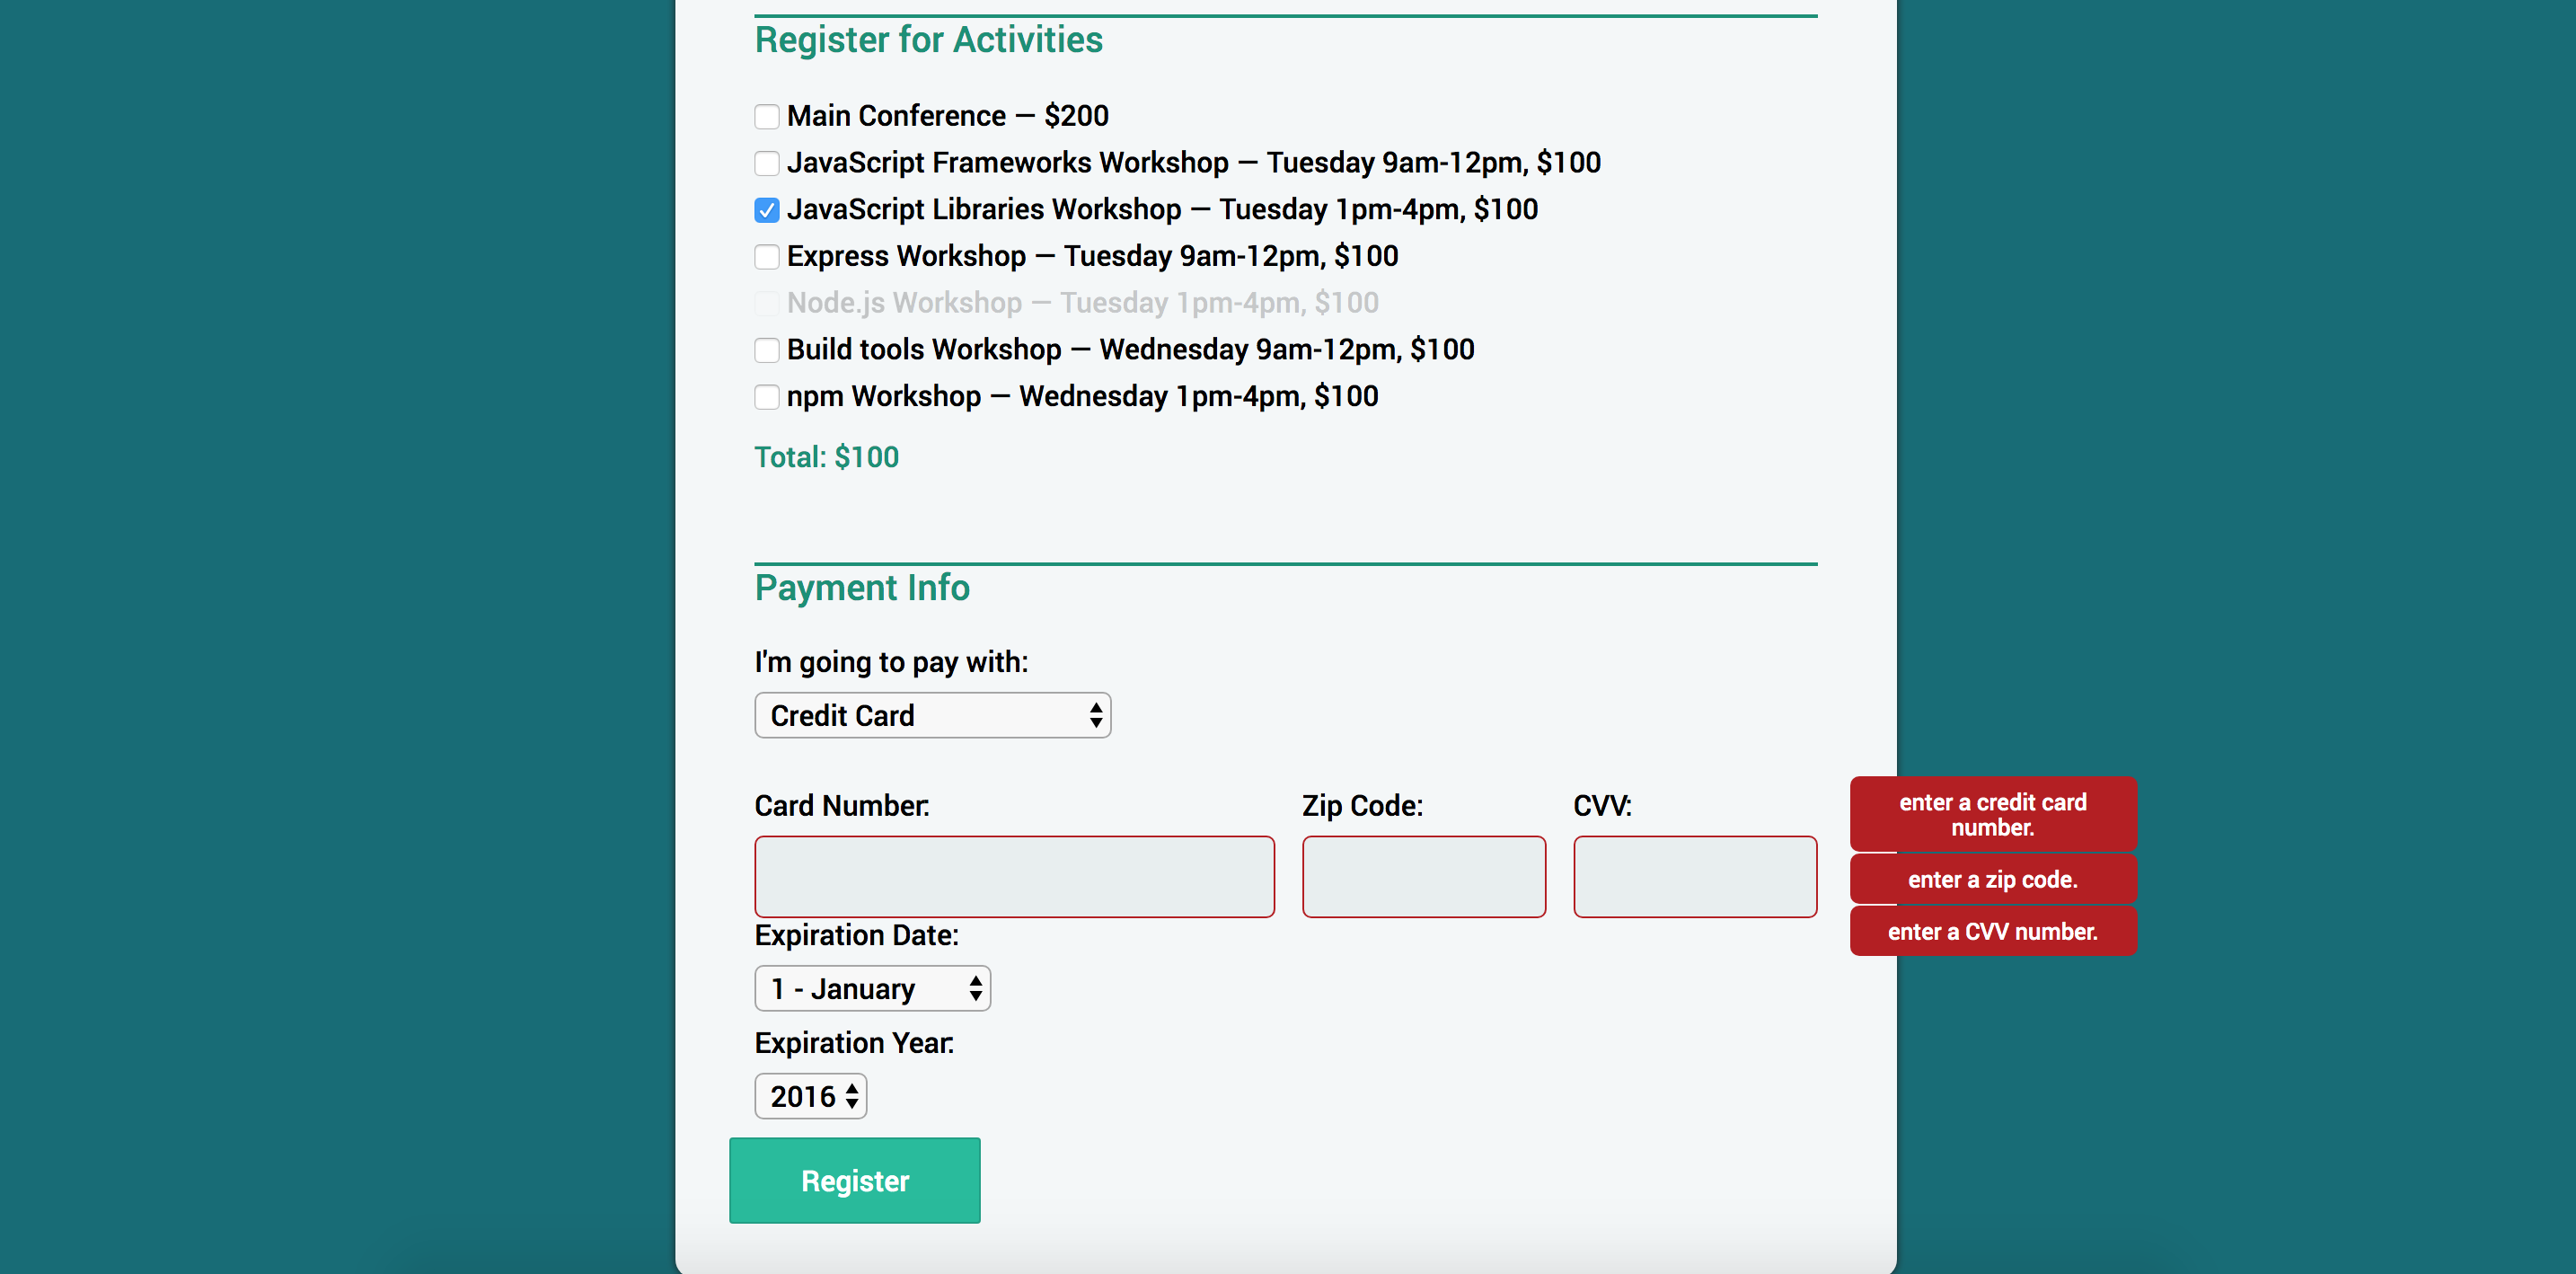 Register for Activities
Main Conference — $200
JavaScript Frameworks Workshop — Tuesday 9am-12pm, $100
JavaScript Libraries Workshop — Tuesday 1pm-4pm, $100
Express Workshop — Tuesday 9am-12pm, $100
Node.js Workshop — Tuesday 1pm-4pm, $100
Build tools Workshop — Wednesday 9am-12pm, $100
npm Workshop — Wednesday 1pm-4pm, $100
Total: $100
Payment Info
I'm going to pay with:
Credit Card
Card Number:
Zip Code:
CVV:
enter a credit card
number.
enter a zip code.
enter a CVV number.
Expiration Date:
1 - January
Expiration Year:
2016
Register